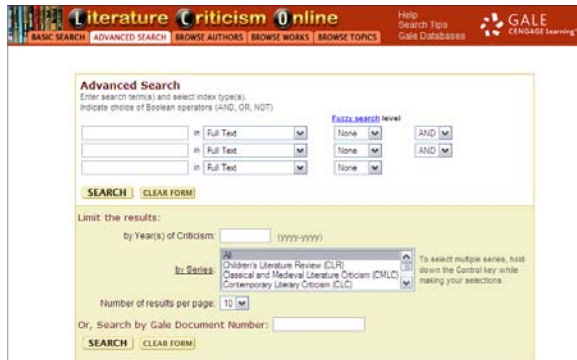 Literature Criticism Online
Help
Search Tips
Gale Databases
GALE
CENGAGE Learning™
BASIC SEARCH ADVANCED SEARCH BROWSE AUTHORS BROWSE WORKS BROWSE TOPICS
Advanced Search
Enter search term(s) and select index type(s).
Indicate choice of Boolean operators (AND, OR, NOT)
Fuzzy search level
in Full Text None AND
in Full Text None AND
in Full Text None
SEARCH CLEAR FORM
Limit the results:
by Year(s) of Criticism: (yyyy-yyyy)
by Series:
All
Children's Literature Review (CLR)
Classical and Medieval Literature Criticism (CMLC)
Contemporary Literary Criticism (CLC)
To select multiple series, hold
down the Control key while
making your selections.
Number of results per page: 10
Or, Search by Gale Document Number:
SEARCH CLEAR FORM